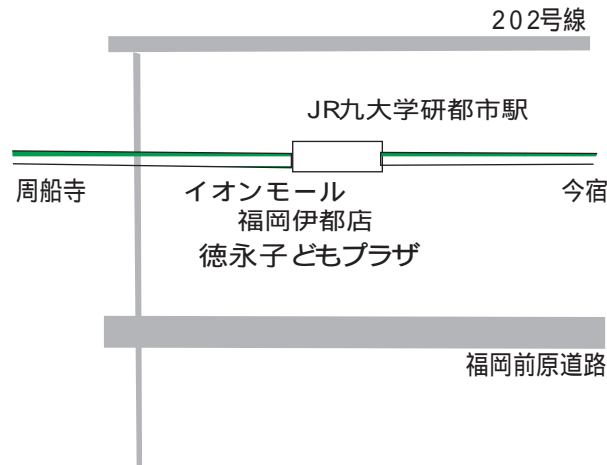 202号線
JR九大学研都市駅
周船寺
イオンモール
今宿
福岡伊都店
徳永子どもプラザ
福岡前原道路